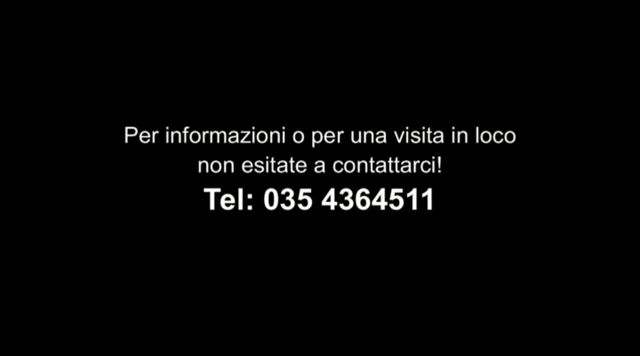 Per informazioni o per una visita in loco
non esitate a contattarci!
Tel: 035 4364511